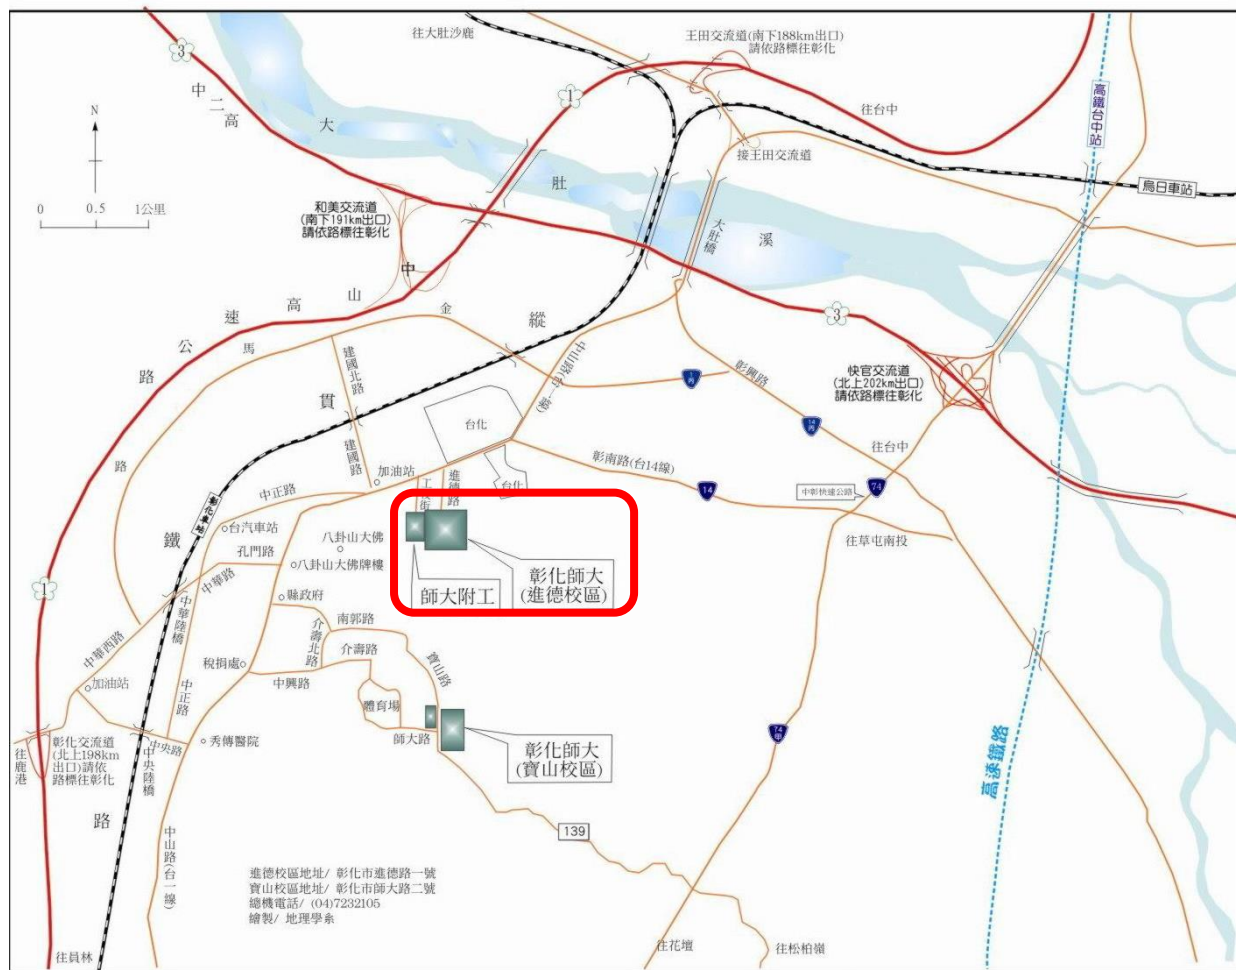 往大肚沙鹿
王田交流道(南下188km出口)
請依路標往彰化
3
中二高
1
往台中
高鐵台中站
N
大
接王田交流道
烏日車站
肚
和美交流道
(南下191km出口)
請依路標往彰化
0 0.5 1公里
大肚橋
溪
中
山
高
速
公
路
金
馬
路
縱
貫
鐵
路
3
建國北路
中山路(台一線)
彰興路
快官交流道
(北上202km出口)
請依路標往彰化
1丙
14丙
台化
建國路
往台中
彰南路(台14線)
加油站
中正路
工校街
進德路
台化
14
中彰快速公路
74
彰化車站
台汽車站
八卦山大佛
孔門路
往草屯南投
八卦山大佛牌樓
中華路
師大附工
彰化師大
(進德校區)
1
縣政府
中華陸橋
南郭路
介壽北路
介壽路
中華西路
稅捐處
中興路
寶山路
加油站
中正路
體育場
74甲
師大路
彰化師大
(寶山校區)
彰化交流道
(北上198km
出口)請依
路標往彰化
中央路
秀傳醫院
往鹿港
中央陸橋
高速鐵路
139
中山路(台一線)
進德校區地址/ 彰化市進德路一號
寶山校區地址/ 彰化市師大路二號
總機電話/ (04)7232105
繪製/ 地理學系
往員林
往花壇
往松柏嶺